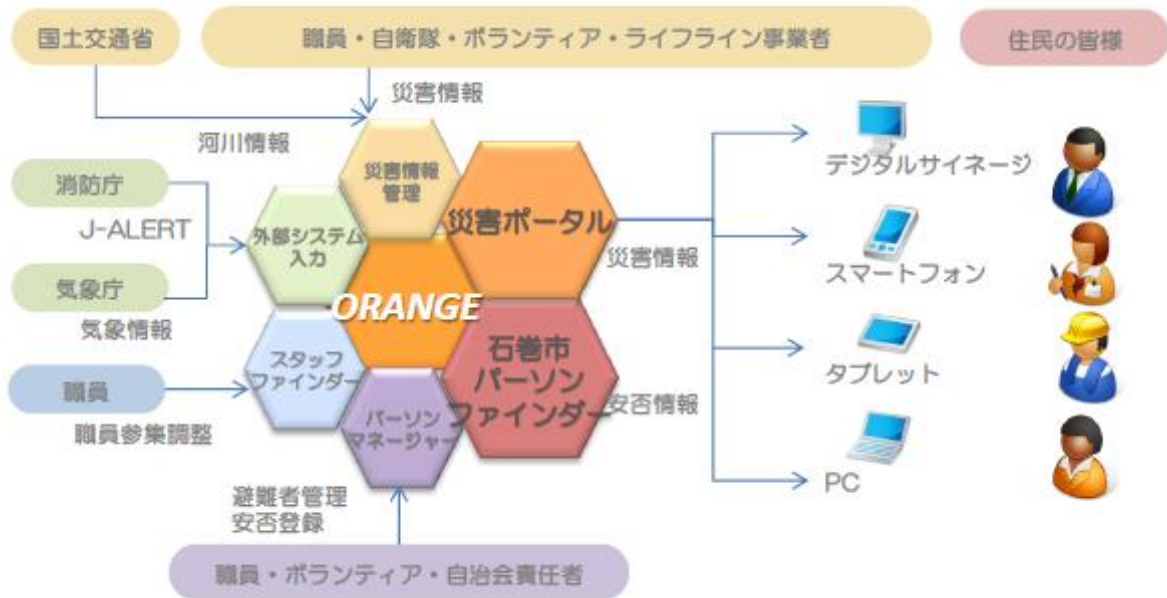 国土交通省
職員・自衛隊・ボランティア・ライフライン事業者
住民の皆様
災害情報
河川情報
消防庁
J-ALERT
気象庁
気象情報
職員
職員参集調整
災害情報
管理
外部システム
入力
災害ポータル
ORANGE
スタッフ
ファインダー
石巻市
パーソン
ファインダー
パーソン
マネージャー
災害情報
安否情報
デジタルサイネージ
スマートフォン
タブレット
PC
避難者管理
安否登録
職員・ボランティア・自治会責任者